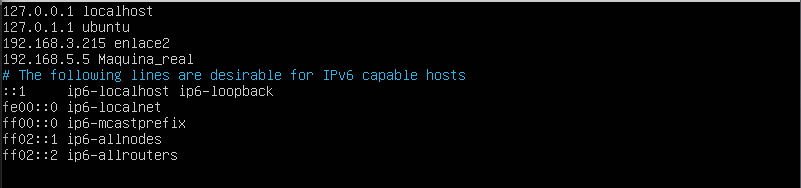 127.0.0.1 localhost
127.0.1.1 ubuntu
192.168.3.215 enlace2
192.168.5.5 Maquina_real
# The following lines are desirable for IPv6 capable hosts
::1     ip6-localhost ip6-loopback
fe00::0 ip6-localnet
ff00::0 ip6-mcastprefix
ff02::1 ip6-allnodes
ff02::2 ip6-allrouters